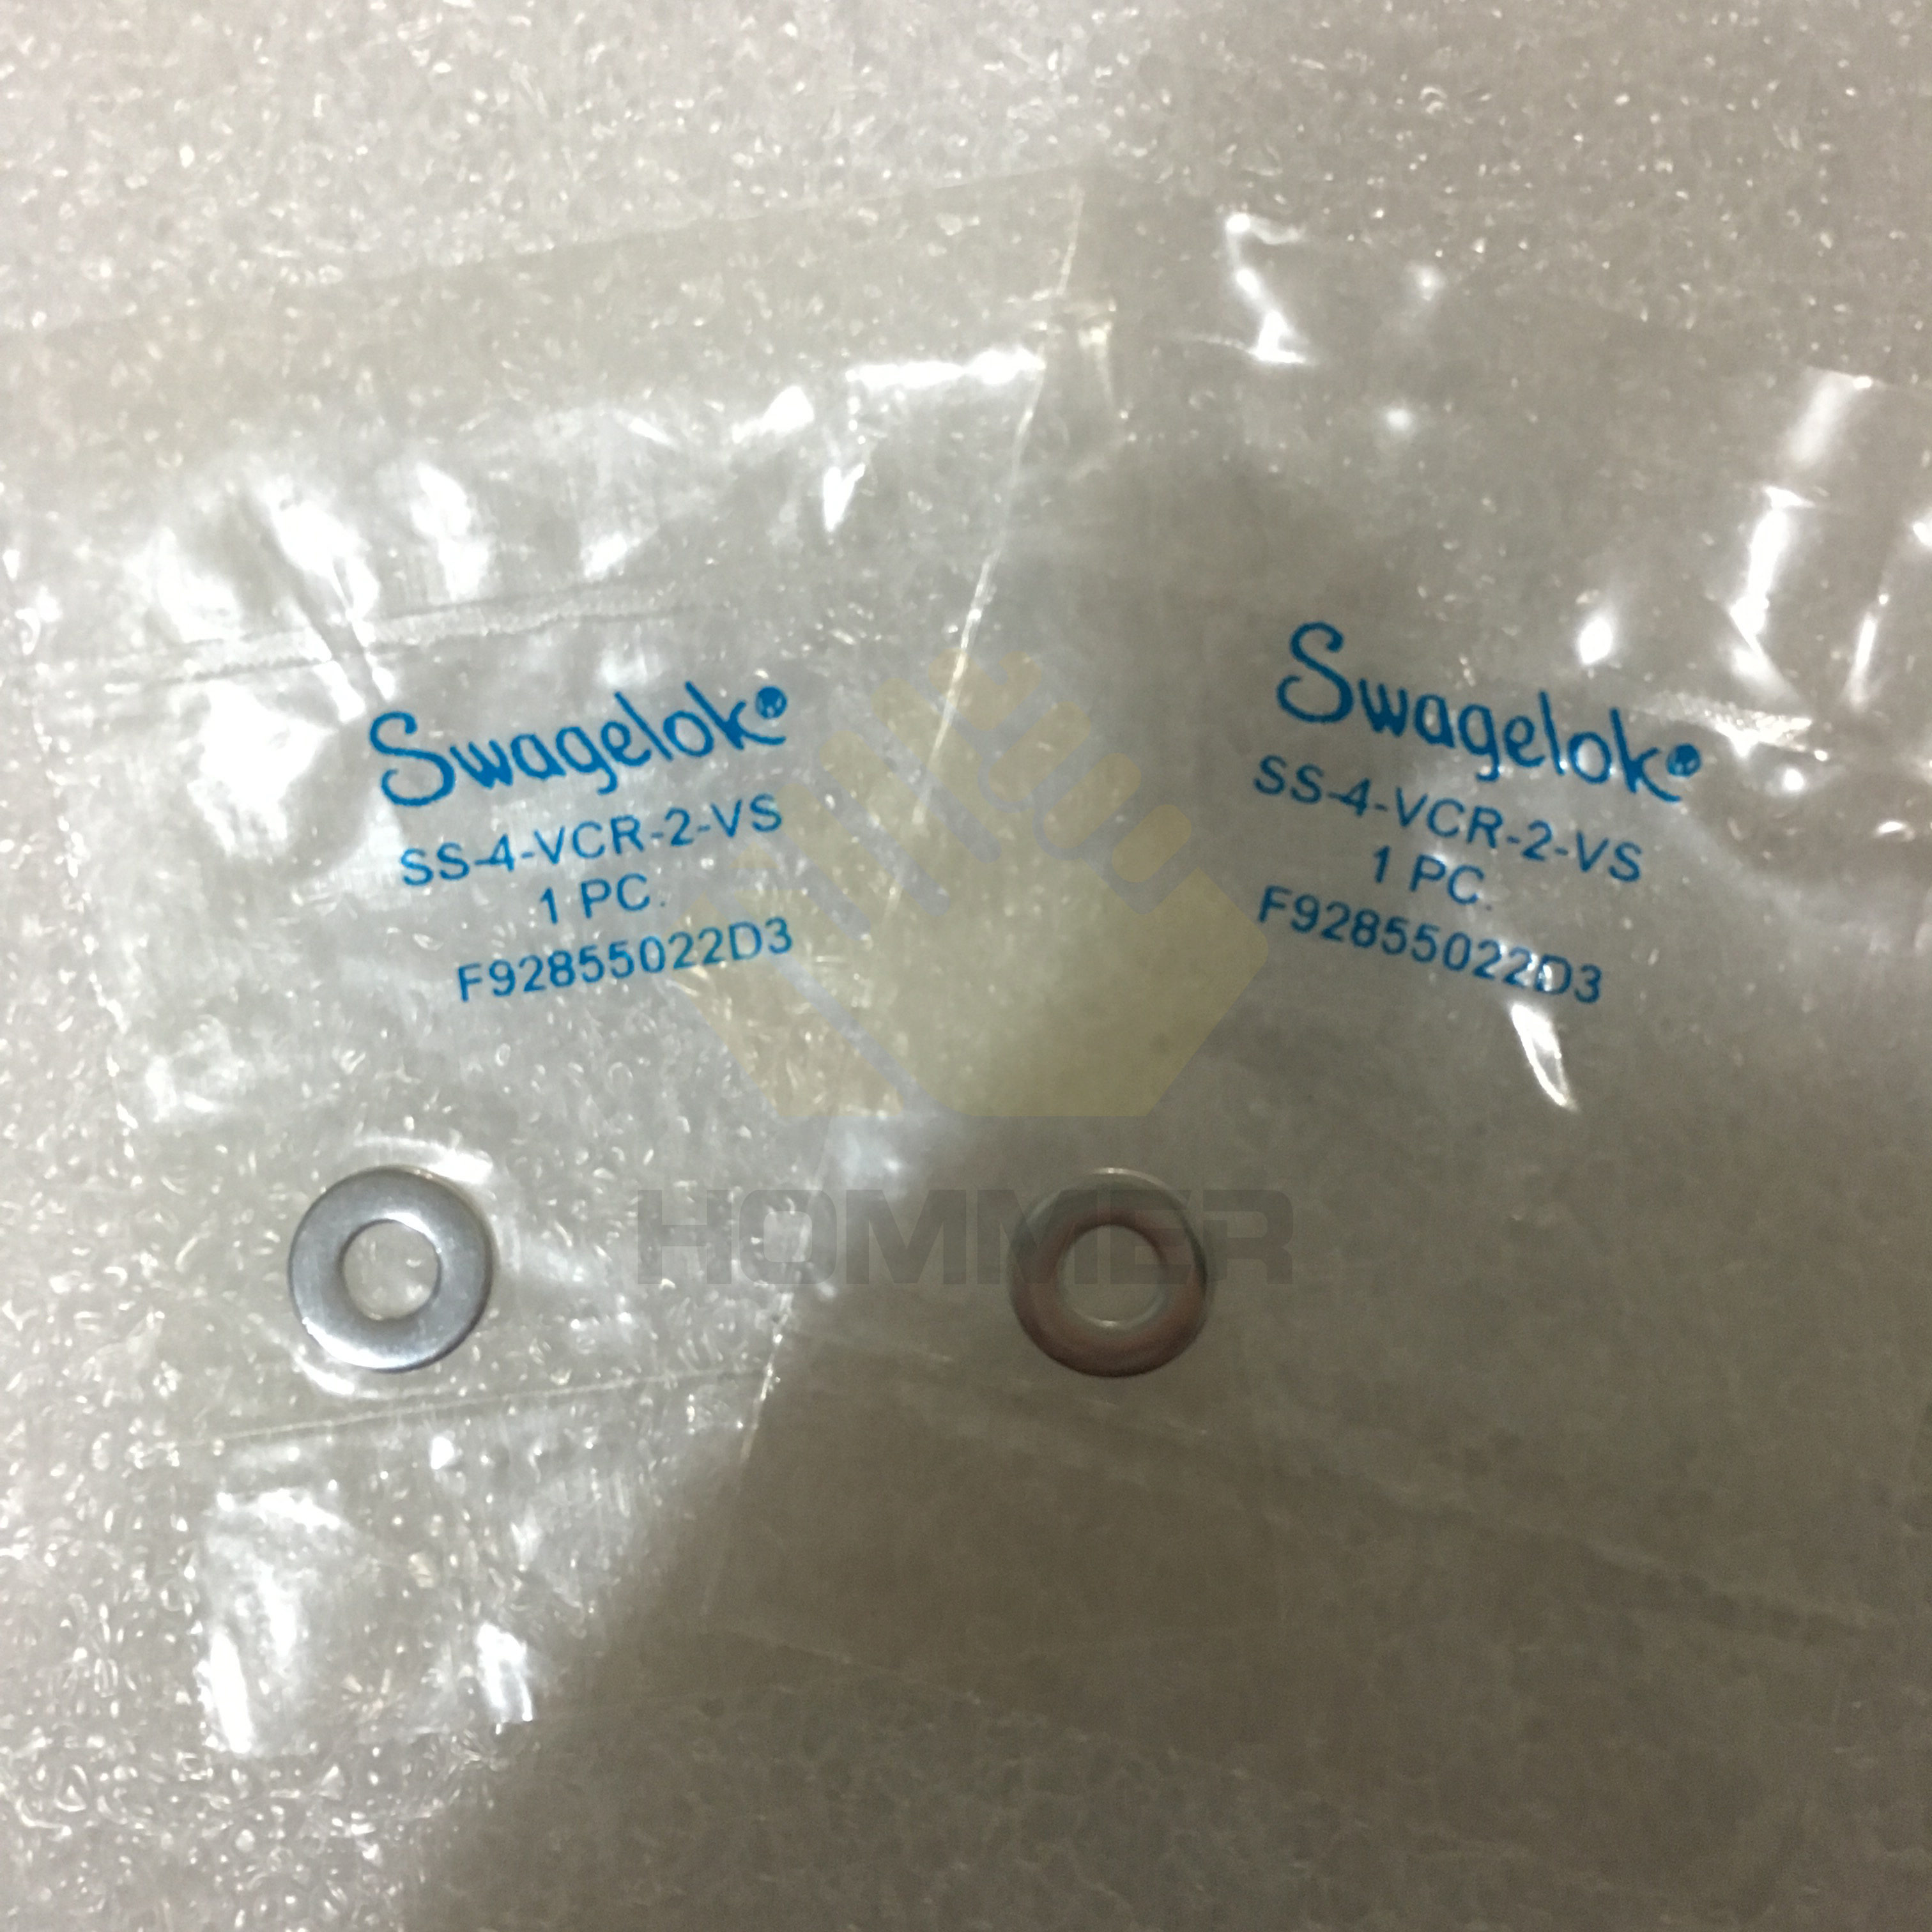 Swagelok®
SS-4-VCR-2-VS
1 PC.
F92855022D3
Swagelok®
SS-4-VCR-2-VS
1 PC.
F92855022D3
HOMMER